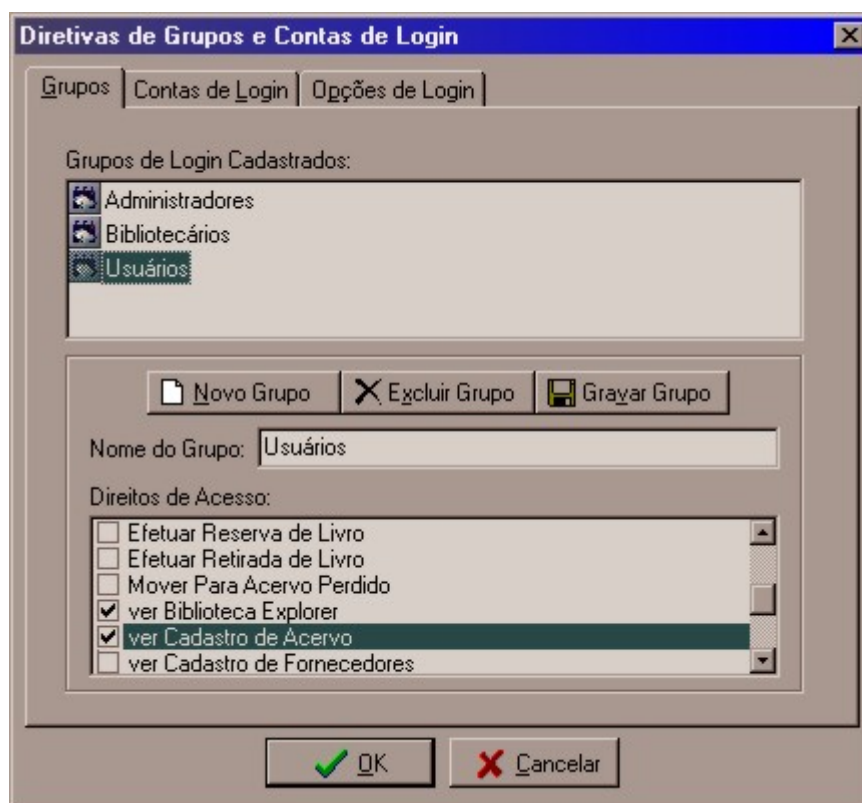 Diretivas de Grupos e Contas de Login
Grupos Contas de Login Opções de Login
Grupos de Login Cadastrados:
Administradores
Bibliotecários
Usuários
Novo Grupo Excluir Grupo Gravar Grupo
Nome do Grupo: Usuários
Direitos de Acesso:
Efetuar Reserva de Livro
Efetuar Retirada de Livro
Mover Para Acervo Perdido
ver Biblioteca Explorer
ver Cadastro de Acervo
ver Cadastro de Fornecedores
OK Cancelar